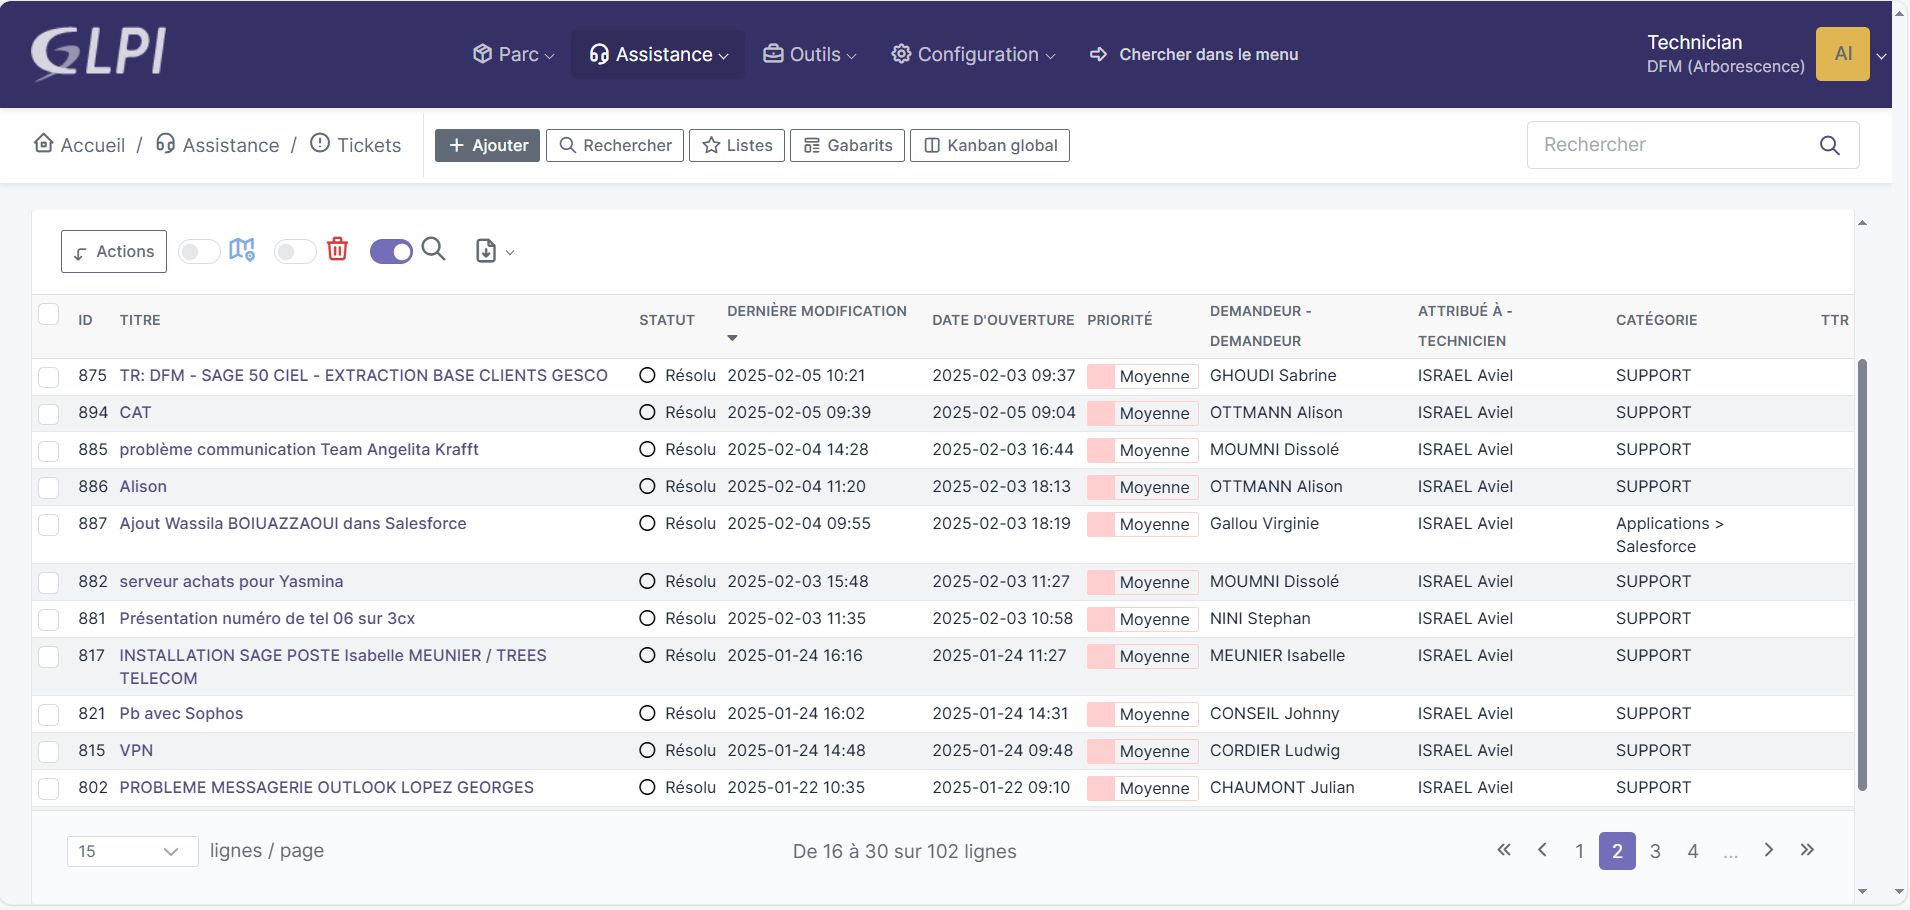 GLPI
Parc
Assistance
Outils
Configuration
Chercher dans le menu
Technician
DFM (Arborescence)
AI
Accueil / Assistance / Tickets
+ Ajouter
Rechercher
Listes
Gabarits
Kanban global
Rechercher
Actions
ID TITRE STATUT DERNIÈRE MODIFICATION DATE D'OUVERTURE PRIORITÉ DEMANDEUR - DEMANDEUR ATTRIBUÉ À - TECHNICIEN CATÉGORIE TTR
875 TR: DFM - SAGE 50 CIEL - EXTRACTION BASE CLIENTS GESCO Résolu 2025-02-05 10:21 2025-02-03 09:37 Moyenne GHOUDI Sabrine ISRAEL Aviel SUPPORT
894 CAT Résolu 2025-02-05 09:39 2025-02-05 09:04 Moyenne OTTMANN Alison ISRAEL Aviel SUPPORT
885 problème communication Team Angelita Krafft Résolu 2025-02-04 14:28 2025-02-03 16:44 Moyenne MOUMNI Dissolé ISRAEL Aviel SUPPORT
886 Alison Résolu 2025-02-04 11:20 2025-02-03 18:13 Moyenne OTTMANN Alison ISRAEL Aviel SUPPORT
887 Ajout Wassila BOIUAZZAOUI dans Salesforce Résolu 2025-02-04 09:55 2025-02-03 18:19 Moyenne Gallou Virginie ISRAEL Aviel Applications >
Salesforce
882 serveur achats pour Yasmina Résolu 2025-02-03 15:48 2025-02-03 11:27 Moyenne MOUMNI Dissolé ISRAEL Aviel SUPPORT
881 Présentation numéro de tel 06 sur 3cx Résolu 2025-02-03 11:35 2025-02-03 10:58 Moyenne NINI Stephan ISRAEL Aviel SUPPORT
817 INSTALLATION SAGE POSTE Isabelle MEUNIER / TREES Résolu 2025-01-24 16:16 2025-01-24 11:27 Moyenne MEUNIER Isabelle ISRAEL Aviel SUPPORT
TELECOM
821 Pb avec Sophos Résolu 2025-01-24 16:02 2025-01-24 14:31 Moyenne CONSEIL Johnny ISRAEL Aviel SUPPORT
815 VPN Résolu 2025-01-24 14:48 2025-01-24 09:48 Moyenne CORDIER Ludwig ISRAEL Aviel SUPPORT
802 PROBLEME MESSAGERIE OUTLOOK LOPEZ GEORGES Résolu 2025-01-22 10:35 2025-01-22 09:10 Moyenne CHAUMONT Julian ISRAEL Aviel SUPPORT
15 lignes / page De 16 à 30 sur 102 lignes « ‹ 1 2 3 4 ... › »